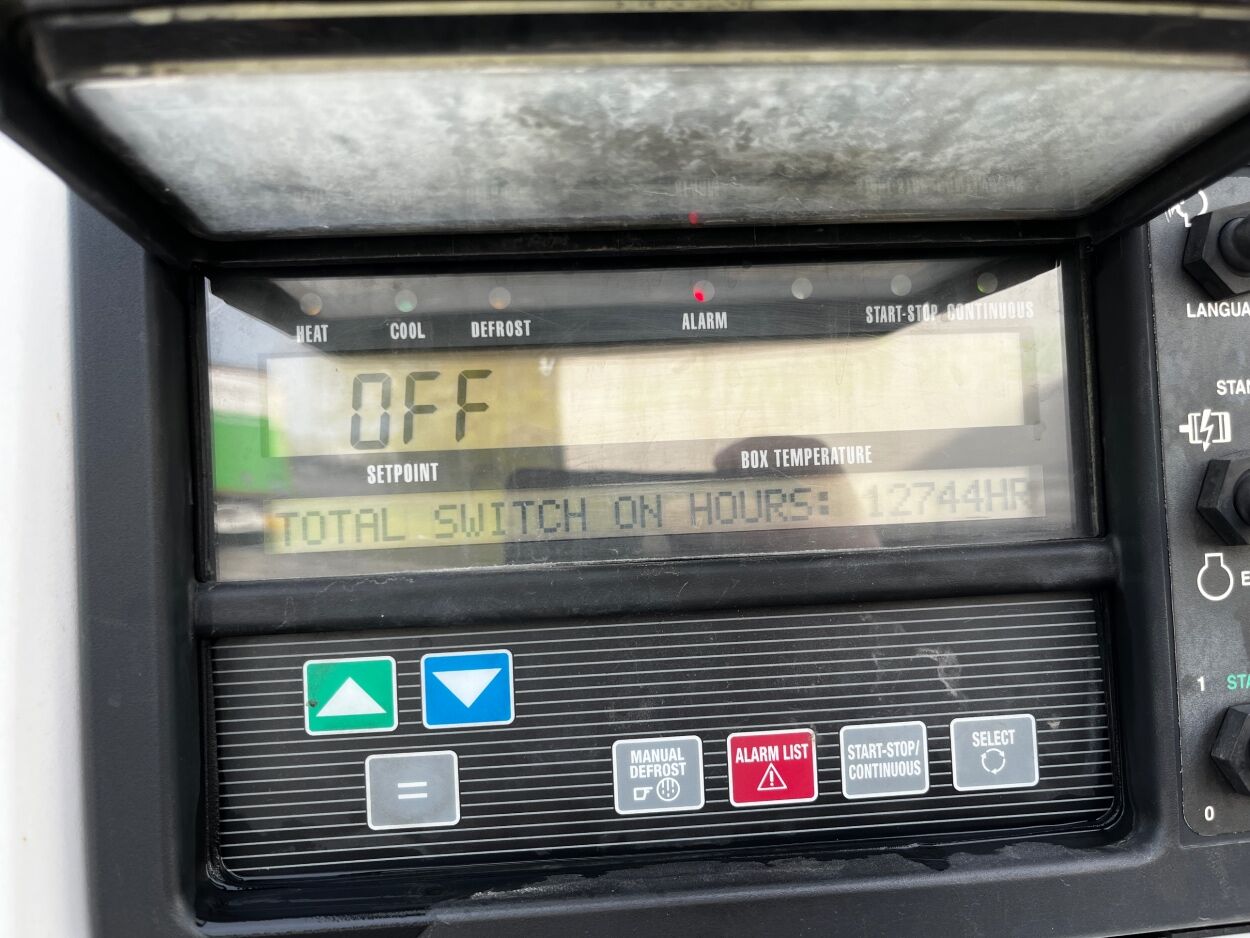 HEAT COOL DEFROST ALARM START-STOP CONTINUOUS
OFF
SETPOINT BOX TEMPERATURE
TOTAL SWITCH ON HOURS: 12744HR
MANUAL
DEFROST
ALARM LIST
START-STOP/
CONTINUOUS
SELECT
=
1
0